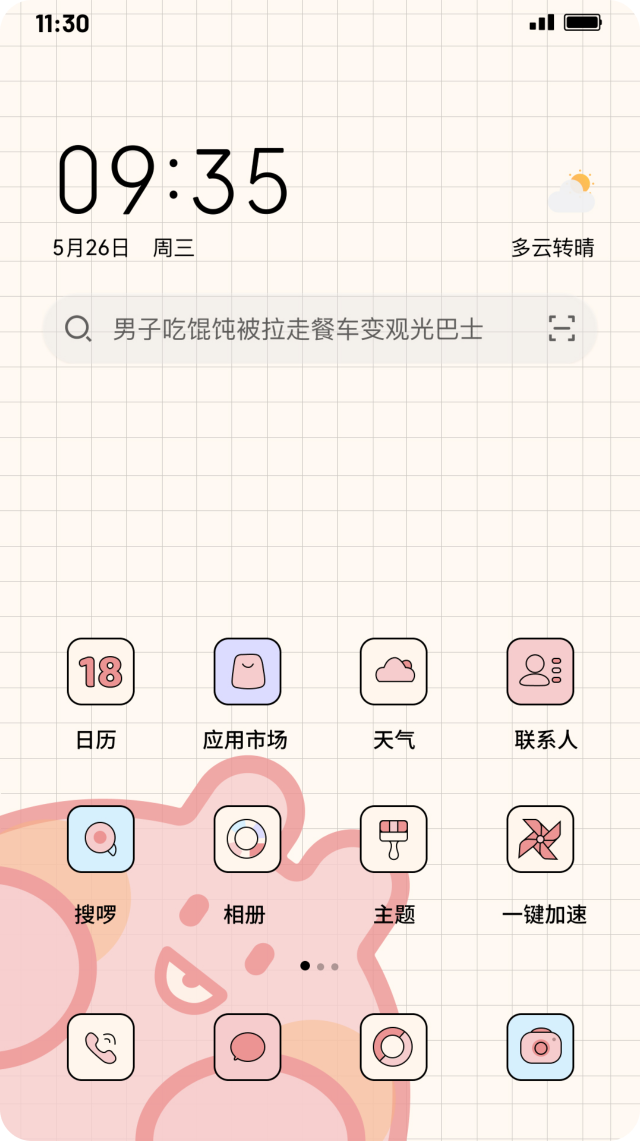 11:30
09:35
5月26日 周三 多云转晴
男子吃馄饨被拉走餐车变观光巴士
18
日历 应用市场 天气 联系人
搜啰 相册 主题 一键加速